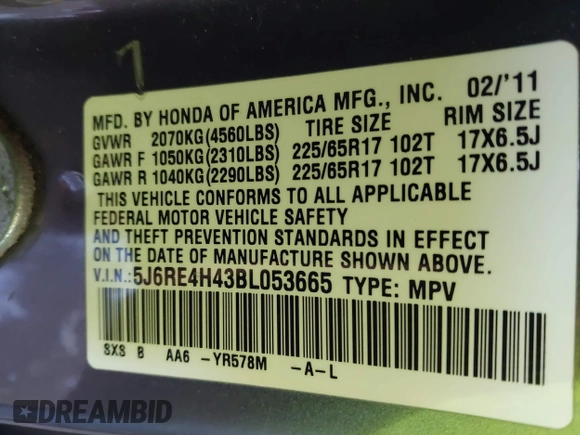 7
MFD. BY HONDA OF AMERICA MFG., INC. 02/'11
GVWR 2070KG(4560LBS) TIRE SIZE RIM SIZE
GAWR F 1050KG(2310LBS) 225/65R17 102T 17X6.5J
GAWR R 1040KG(2290LBS) 225/65R17 102T 17X6.5J
THIS VEHICLE CONFORMS TO ALL APPLICABLE
FEDERAL MOTOR VEHICLE SAFETY
AND THEFT PREVENTION STANDARDS IN EFFECT
ON THE DATE OF MANUFACTURE SHOWN ABOVE.
V.I.N.:5J6RE4H43BL053665 TYPE: MPV
SXS B AA6 -YR578M -A-L
DREAMBID